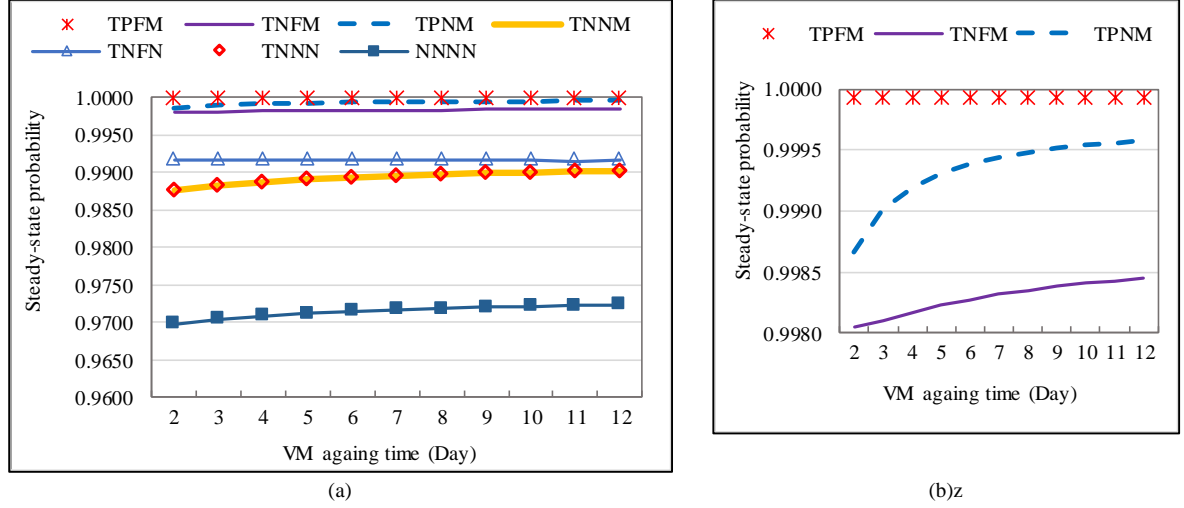 TPFM TNFM TPNM TNNM
TNFN TNNN NNNN
Steady-state probability
1.0000
0.9950
0.9900
0.9850
0.9800
0.9750
0.9700
0.9650
0.9600
2 3 4 5 6 7 8 9 10 11 12
VM againg time (Day)
(a)
TPFM TNFM TPNM
Steady-state probability
1.0000
0.9995
0.9990
0.9985
0.9980
2 3 4 5 6 7 8 9 10 11 12
VM againg time (Day)
(b)z